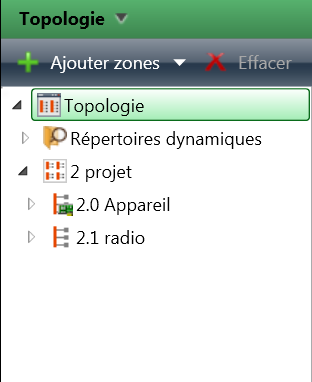 Topologie
Ajouter zones Effacer
Topologie
Répertoires dynamiques
2 projet
2.0 Appareil
2.1 radio